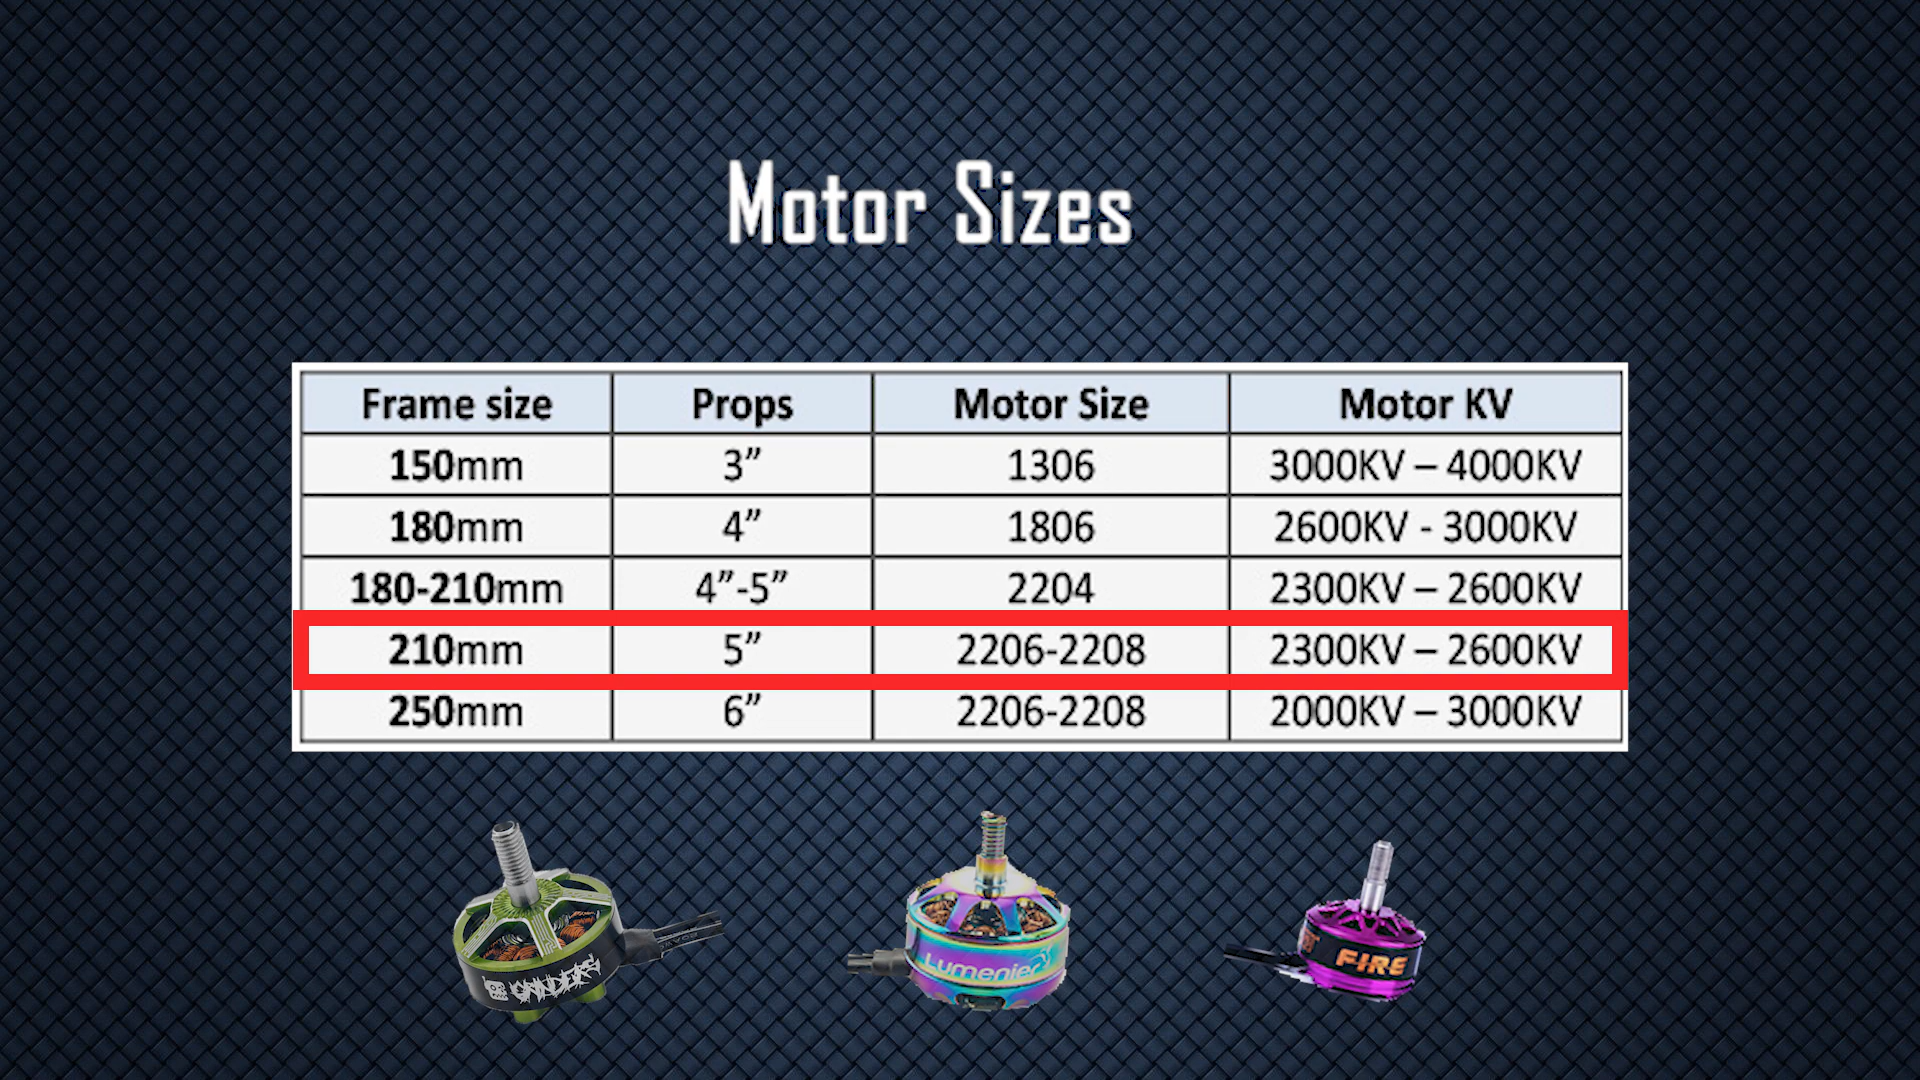 Motor Sizes
Frame size Props Motor Size Motor KV
150mm 3” 1306 3000KV – 4000KV
180mm 4” 1806 2600KV - 3000KV
180-210mm 4”-5” 2204 2300KV – 2600KV
210mm 5” 2206-2208 2300KV – 2600KV
250mm 6” 2206-2208 2000KV – 3000KV
Lumenier
FIRE